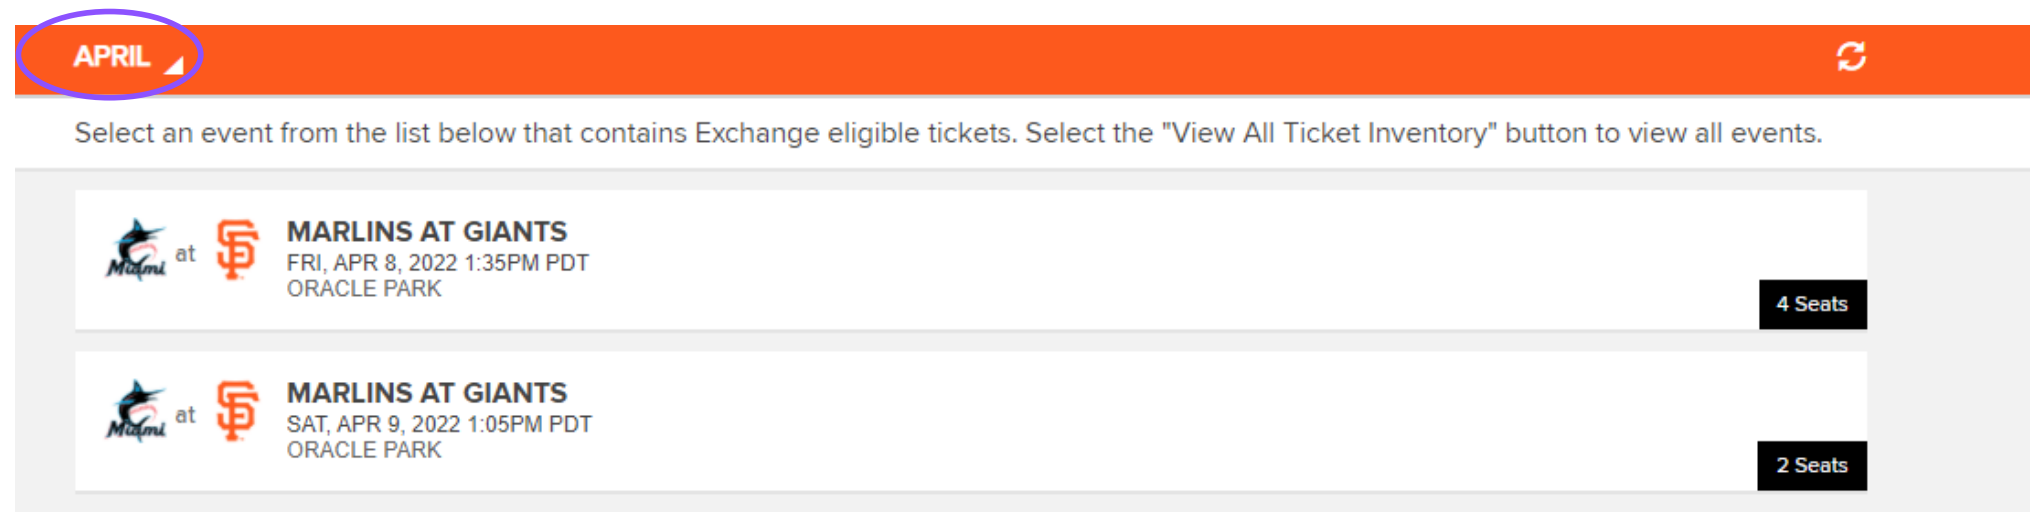 APRIL
Select an event from the list below that contains Exchange eligible tickets. Select the "View All Ticket Inventory" button to view all events.
Miami at SF MARLINS AT GIANTS
FRI, APR 8, 2022 1:35PM PDT
ORACLE PARK
4 Seats
Miami at SF MARLINS AT GIANTS
SAT, APR 9, 2022 1:05PM PDT
ORACLE PARK
2 Seats